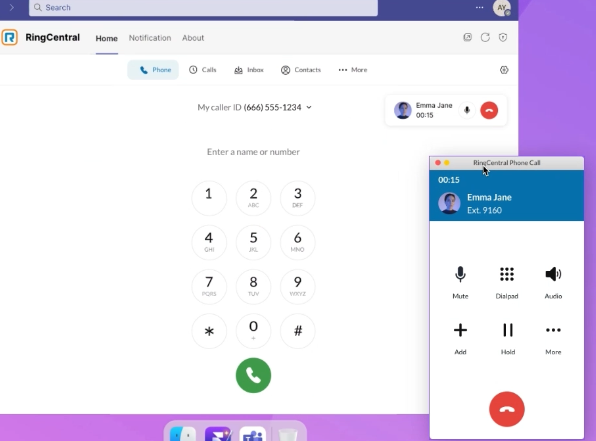 Search
AY
RingCentral
Home Notification About
Phone Calls Inbox Contacts More
My caller ID (666) 555-1234
Emma Jane
00:15
Enter a name or number
1 2 3
ABC DEF
4 5 6
GHI JKL MNO
7 8 9
PQRS TUV WXYZ
* 0 #
+
RingCentral Phone Call
00:15
Emma Jane
Ext. 9160
Mute Dialpad Audio
Add Hold More